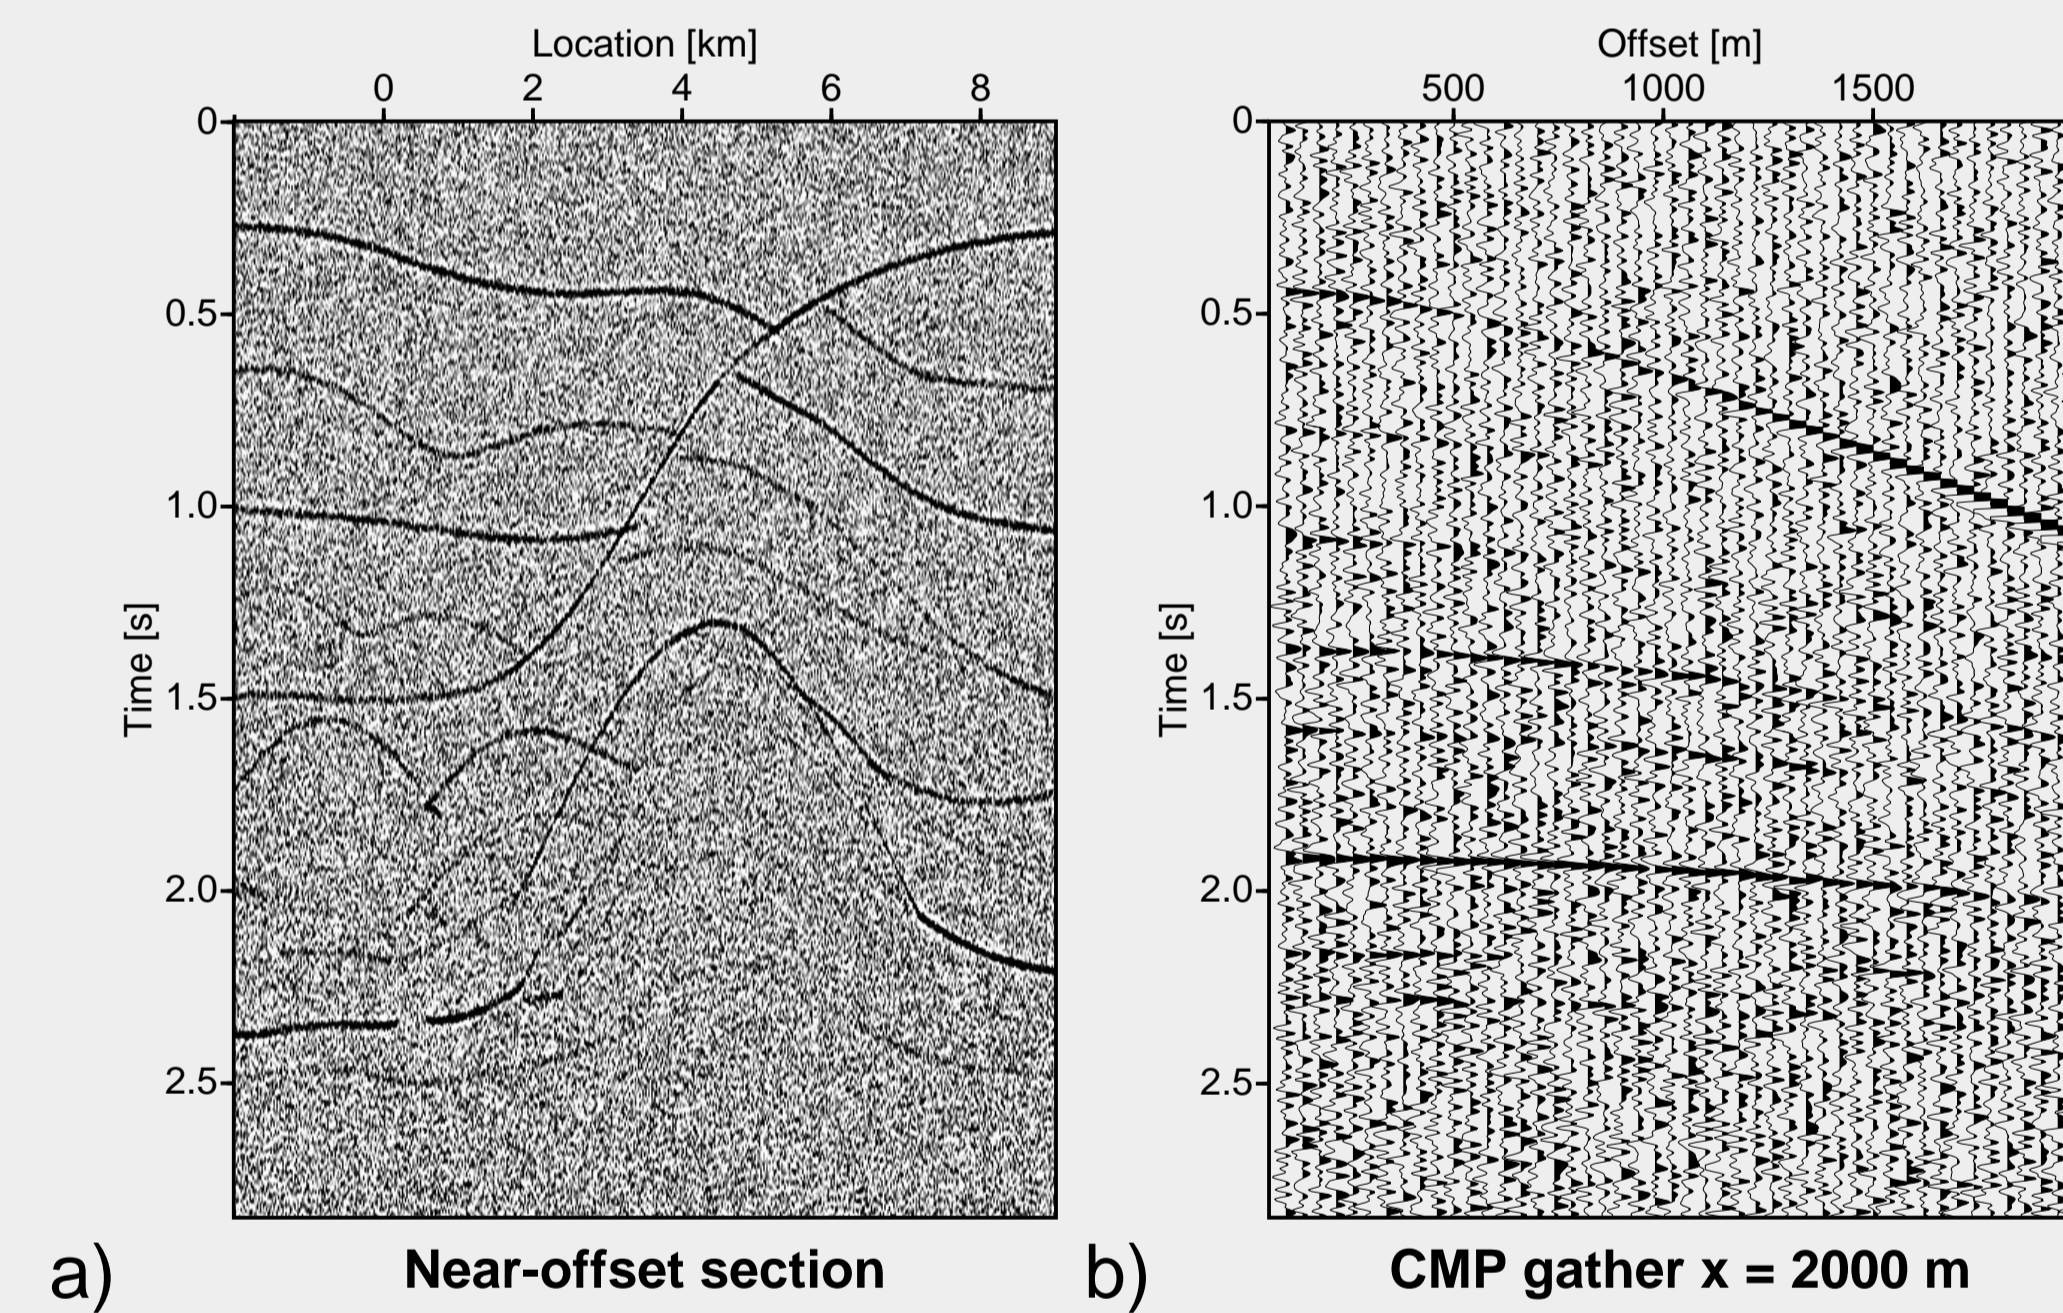 Location [km]
0 2 4 6 8
0
0.5
1.0
1.5
2.0
2.5
Time [s]
a) Near-offset section
Offset [m]
500 1000 1500
0
0.5
1.0
1.5
2.0
2.5
Time [s]
b) CMP gather x = 2000 m